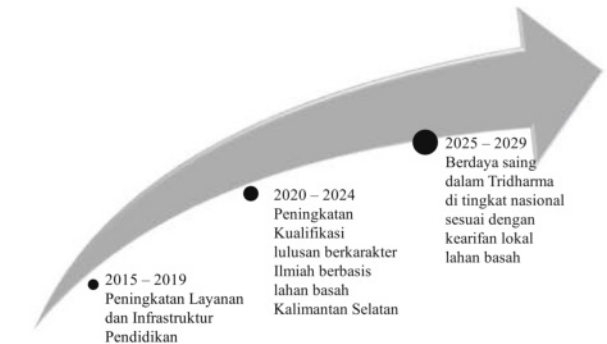 2015 – 2019
Peningkatan Layanan
dan Infrastruktur
Pendidikan
2020 – 2024
Peningkatan
Kualifikasi
lulusan berkarakter
Ilmiah berbasis
lahan basah
Kalimantan Selatan
2025 – 2029
Berdaya saing
dalam Tridharma
di tingkat nasional
sesuai dengan
kearifan lokal
lahan basah